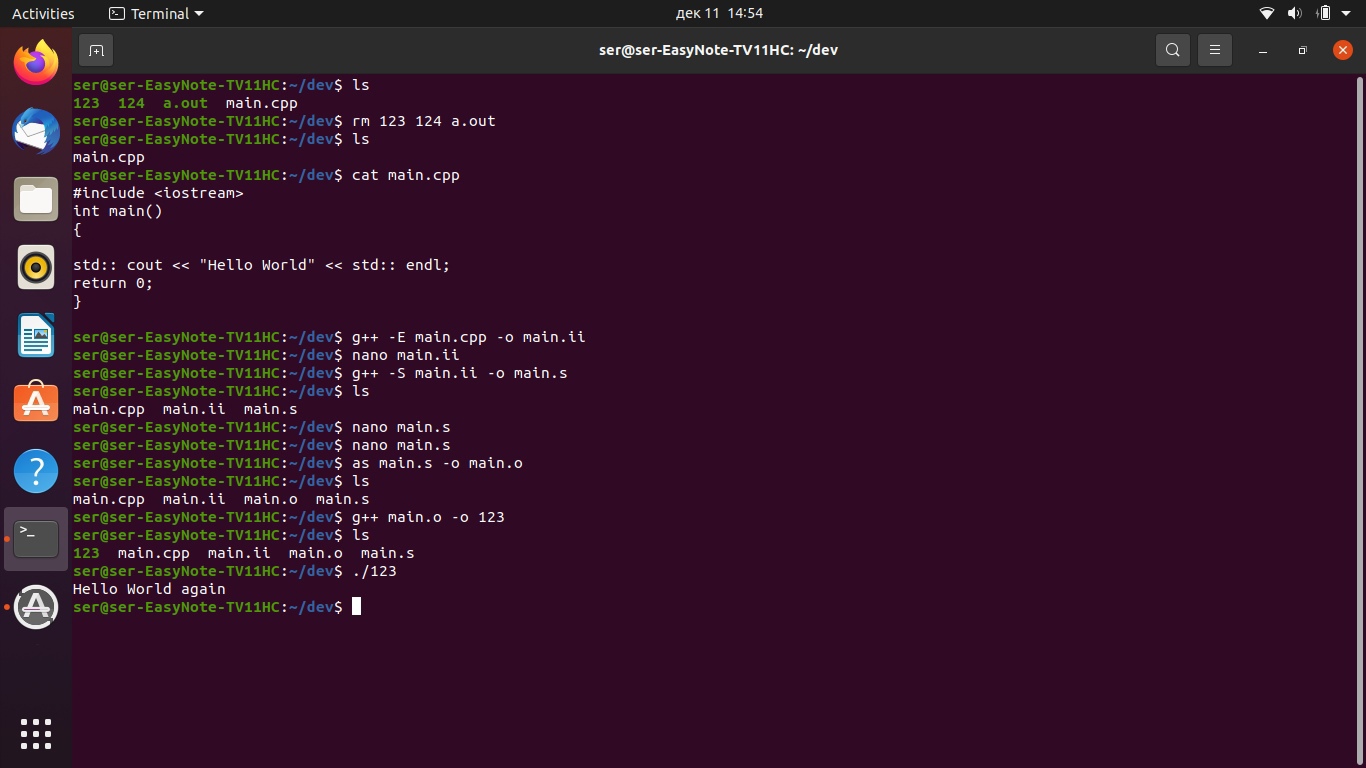 Activities Terminal дек 11 14:54
ser@ser-EasyNote-TV11HC: ~/dev
ser@ser-EasyNote-TV11HC:~/dev$ ls
123 124 a.out main.cpp
ser@ser-EasyNote-TV11HC:~/dev$ rm 123 124 a.out
ser@ser-EasyNote-TV11HC:~/dev$ ls
main.cpp
ser@ser-EasyNote-TV11HC:~/dev$ cat main.cpp
#include <iostream>
int main()
{
std:: cout << "Hello World" << std:: endl;
return 0;
}
ser@ser-EasyNote-TV11HC:~/dev$ g++ -E main.cpp -o main.ii
ser@ser-EasyNote-TV11HC:~/dev$ nano main.ii
ser@ser-EasyNote-TV11HC:~/dev$ g++ -S main.ii -o main.s
ser@ser-EasyNote-TV11HC:~/dev$ ls
main.cpp main.ii main.s
ser@ser-EasyNote-TV11HC:~/dev$ nano main.s
ser@ser-EasyNote-TV11HC:~/dev$ nano main.s
ser@ser-EasyNote-TV11HC:~/dev$ as main.s -o main.o
ser@ser-EasyNote-TV11HC:~/dev$ ls
main.cpp main.ii main.o main.s
ser@ser-EasyNote-TV11HC:~/dev$ g++ main.o -o 123
ser@ser-EasyNote-TV11HC:~/dev$ ls
123 main.cpp main.ii main.o main.s
ser@ser-EasyNote-TV11HC:~/dev$ ./123
Hello World again
ser@ser-EasyNote-TV11HC:~/dev$